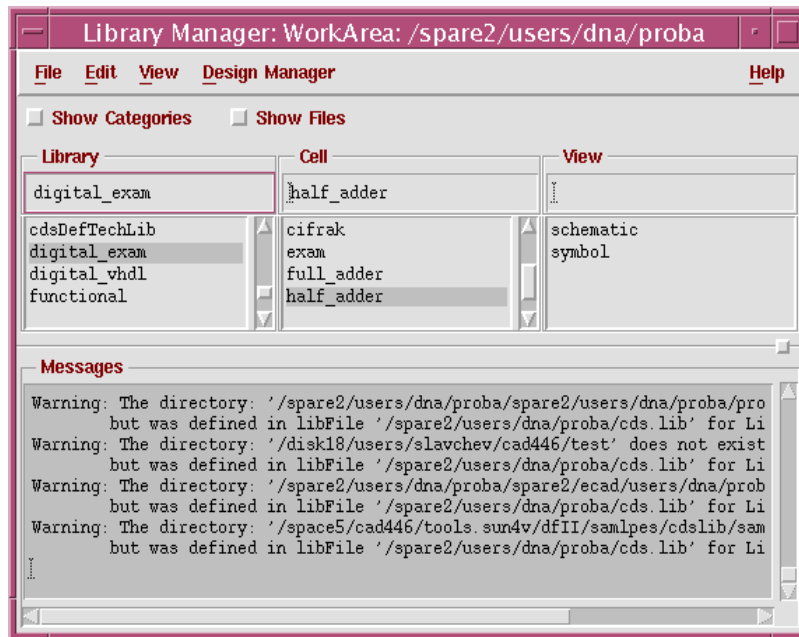 Library Manager: WorkArea: /spare2/users/dna/proba
File Edit View Design Manager Help
Show Categories Show Files
Library Cell View
digital_exam half_adder
cdsDefTechLib cifrak schematic
digital_exam exam symbol
digital_vhdl full_adder
functional half_adder
Messages
Warning: The directory: '/spare2/users/dna/proba/spare2/users/dna/proba/pro
but was defined in libFile '/spare2/users/dna/proba/cds.lib' for Li
Warning: The directory: '/disk18/users/slavchev/cad446/test' does not exist
but was defined in libFile '/spare2/users/dna/proba/cds.lib' for Li
Warning: The directory: '/spare2/users/dna/proba/spare2/ecad/users/dna/prob
but was defined in libFile '/spare2/users/dna/proba/cds.lib' for Li
Warning: The directory: '/space5/cad446/tools.sun4v/dfII/samlpes/cdslib/sam
but was defined in libFile '/spare2/users/dna/proba/cds.lib' for Li